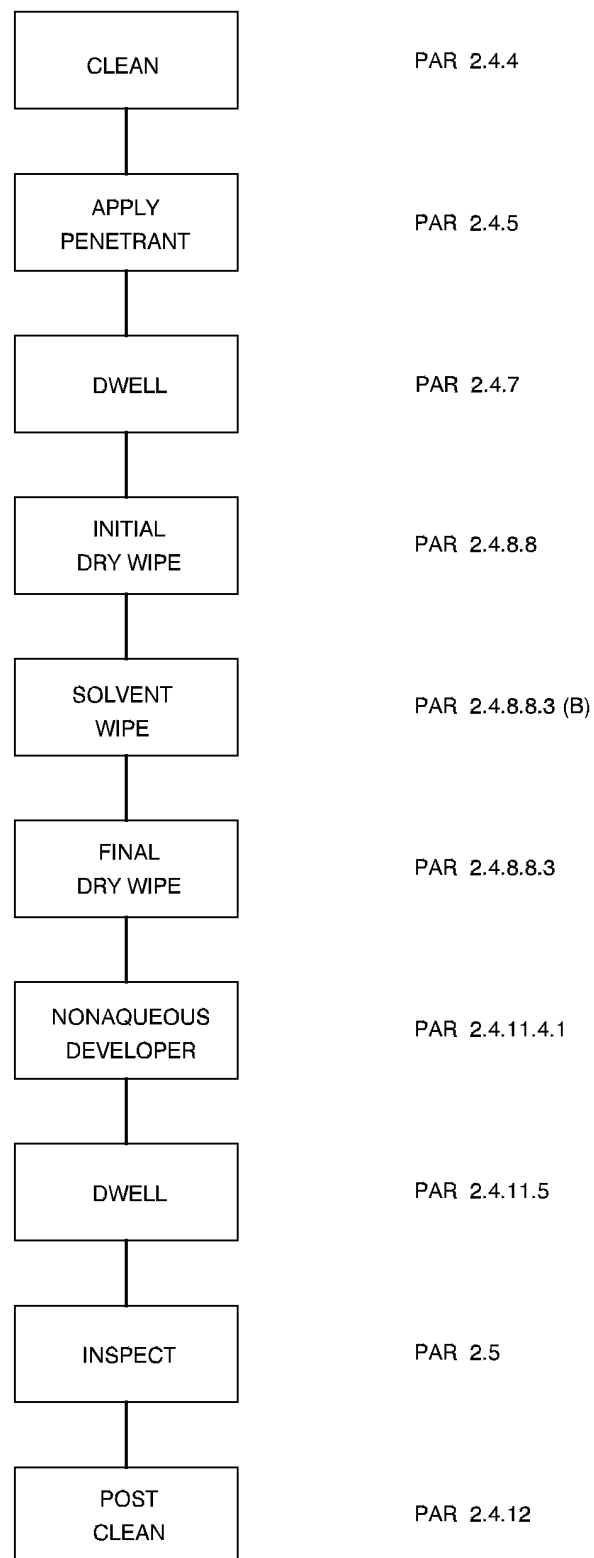 CLEAN
PAR 2.4.4
APPLY
PENETRANT
PAR 2.4.5
DWELL
PAR 2.4.7
INITIAL
DRY WIPE
PAR 2.4.8.8
SOLVENT
WIPE
PAR 2.4.8.8.3 (B)
FINAL
DRY WIPE
PAR 2.4.8.8.3
NONAQUEOUS
DEVELOPER
PAR 2.4.11.4.1
DWELL
PAR 2.4.11.5
INSPECT
PAR 2.5
POST
CLEAN
PAR 2.4.12